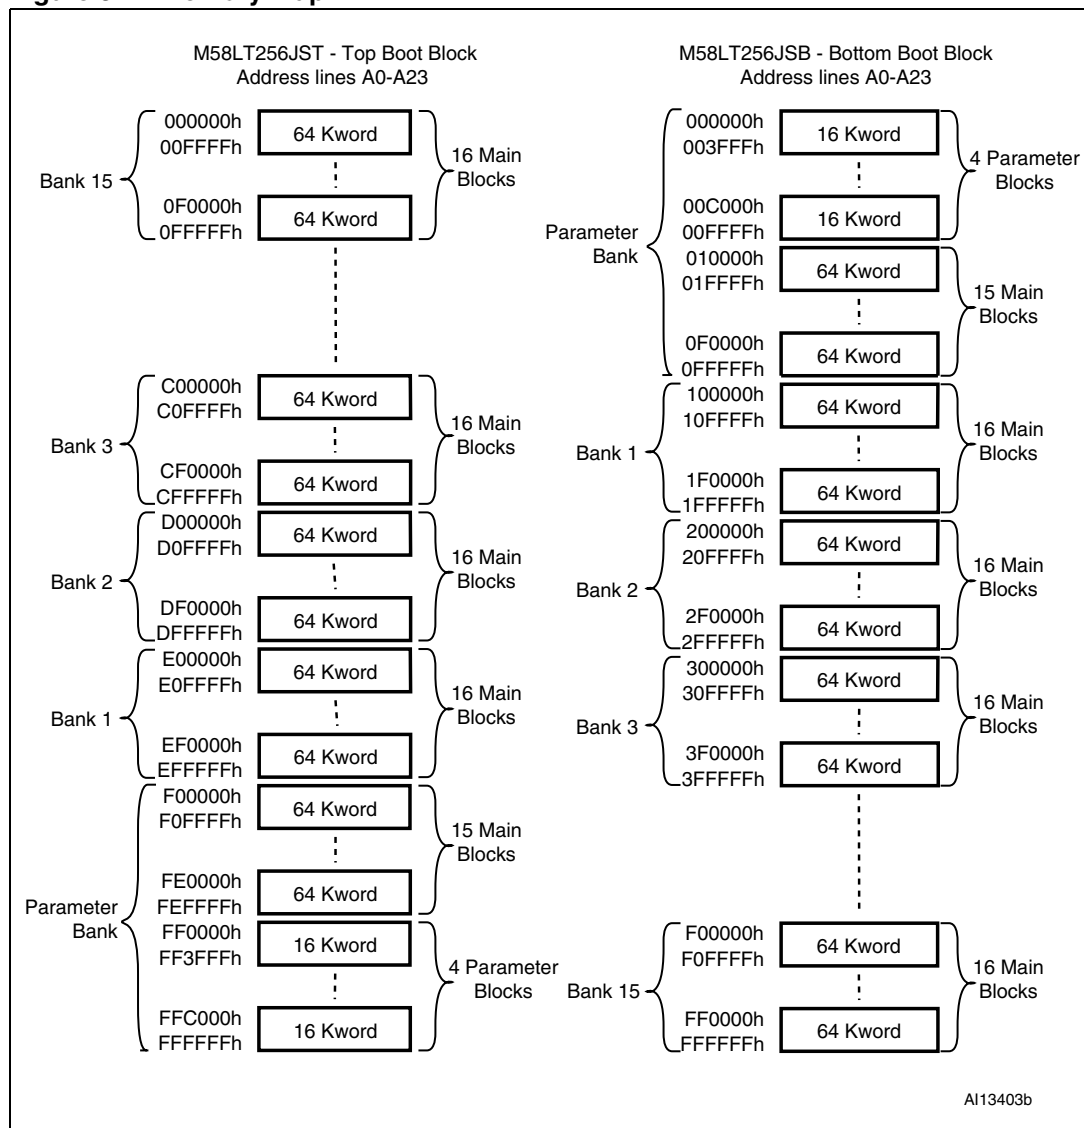 M58LT256JST - Top Boot Block
Address lines A0-A23
Bank 15
000000h
00FFFFh
64 Kword
0F0000h
0FFFFFh
64 Kword
16 Main
Blocks
Bank 3
C00000h
C0FFFFh
64 Kword
CF0000h
CFFFFFh
64 Kword
16 Main
Blocks
Bank 2
D00000h
D0FFFFh
64 Kword
DF0000h
DFFFFFh
64 Kword
16 Main
Blocks
Bank 1
E00000h
E0FFFFh
64 Kword
EF0000h
EFFFFFh
64 Kword
16 Main
Blocks
Parameter
Bank
F00000h
F0FFFFh
64 Kword
FE0000h
FEFFFFh
64 Kword
15 Main
Blocks
FF0000h
FF3FFFh
16 Kword
FFC000h
FFFFFFh
16 Kword
4 Parameter
Blocks
M58LT256JSB - Bottom Boot Block
Address lines A0-A23
Parameter
Bank
000000h
003FFFh
16 Kword
00C000h
00FFFFh
16 Kword
4 Parameter
Blocks
010000h
01FFFFh
64 Kword
0F0000h
0FFFFFh
64 Kword
15 Main
Blocks
Bank 1
100000h
10FFFFh
64 Kword
1F0000h
1FFFFFh
64 Kword
16 Main
Blocks
Bank 2
200000h
20FFFFh
64 Kword
2F0000h
2FFFFFh
64 Kword
16 Main
Blocks
Bank 3
300000h
30FFFFh
64 Kword
3F0000h
3FFFFFh
64 Kword
16 Main
Blocks
Bank 15
F00000h
F0FFFFh
64 Kword
FF0000h
FFFFFFh
64 Kword
16 Main
Blocks
AI13403b